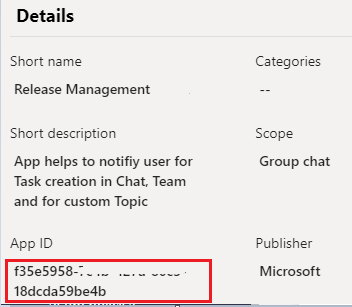 Details
Short name
Categories
Release Management
--
Short description
Scope
App helps to notifiy user for
Group chat
Task creation in Chat, Team
and for custom Topic
App ID
Publisher
f35e5958-
Microsoft
18dcda59be4b